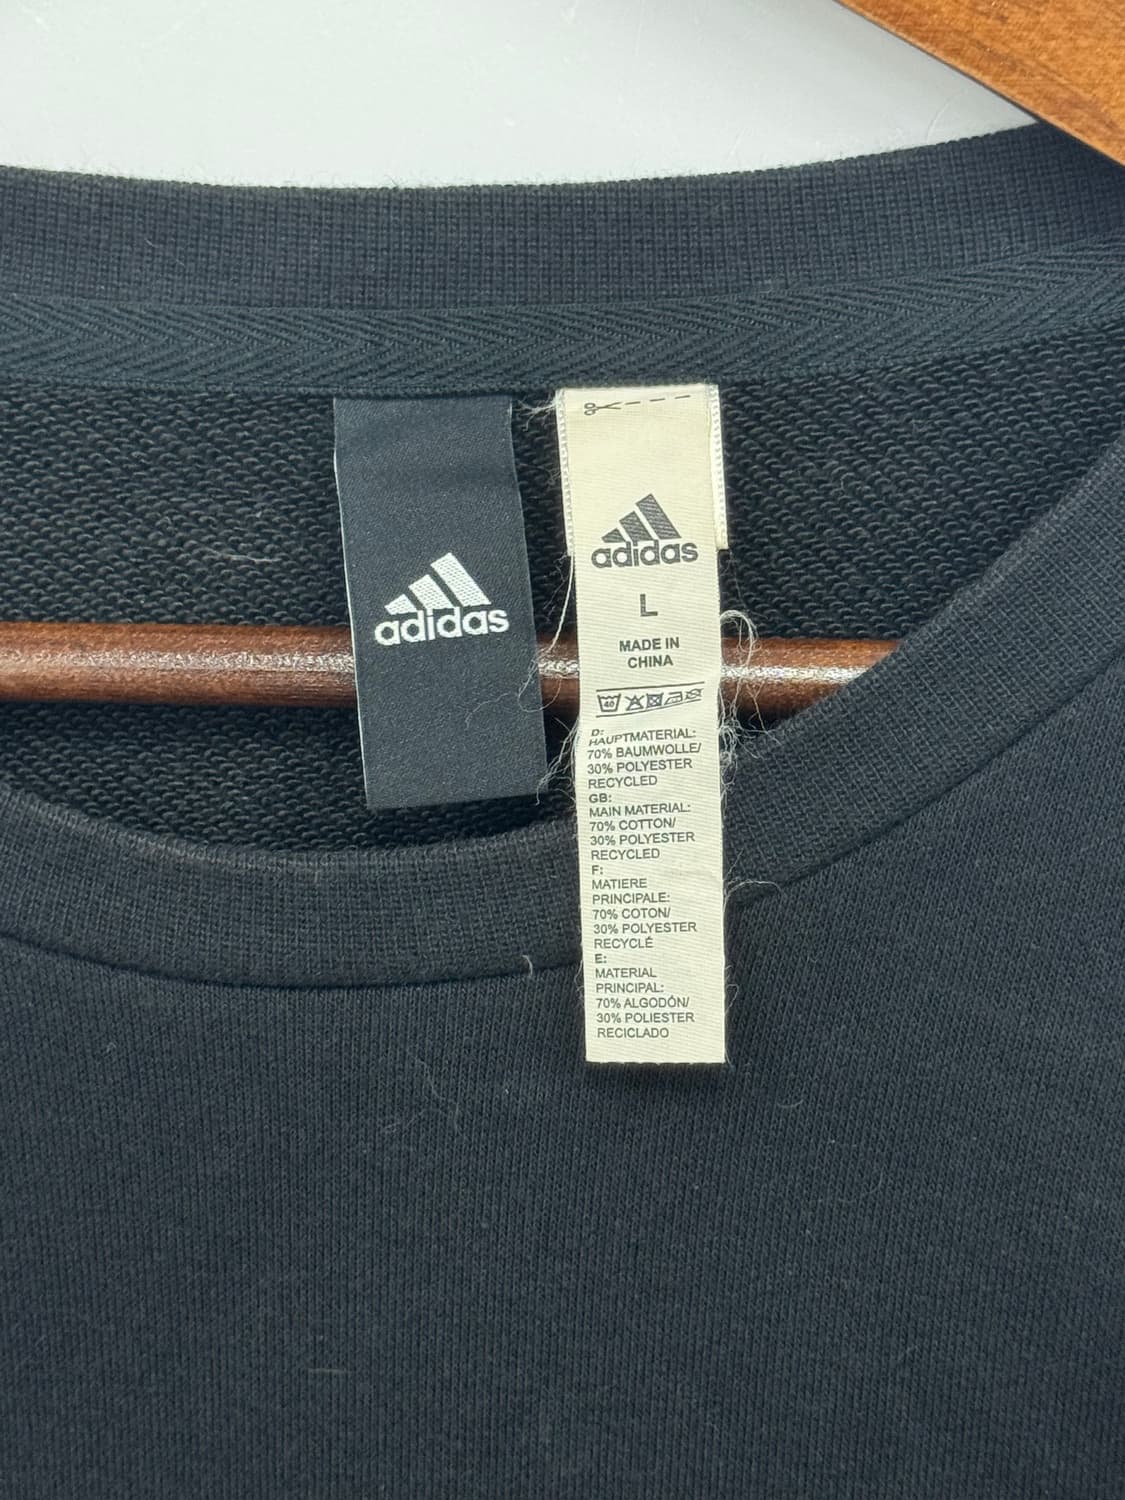 adidas
adidas
L
MADE IN
CHINA
40
D:
HAUPTMATERIAL:
70% BAUMWOLLE/
30% POLYESTER
RECYCLED
GB:
MAIN MATERIAL:
70% COTTON/
30% POLYESTER
RECYCLED
F:
MATIERE
PRINCIPALE:
70% COTON/
30% POLYESTER
RECYCLÉ
E:
MATERIAL
PRINCIPAL:
70% ALGODÓN/
30% POLIESTER
RECICLADO